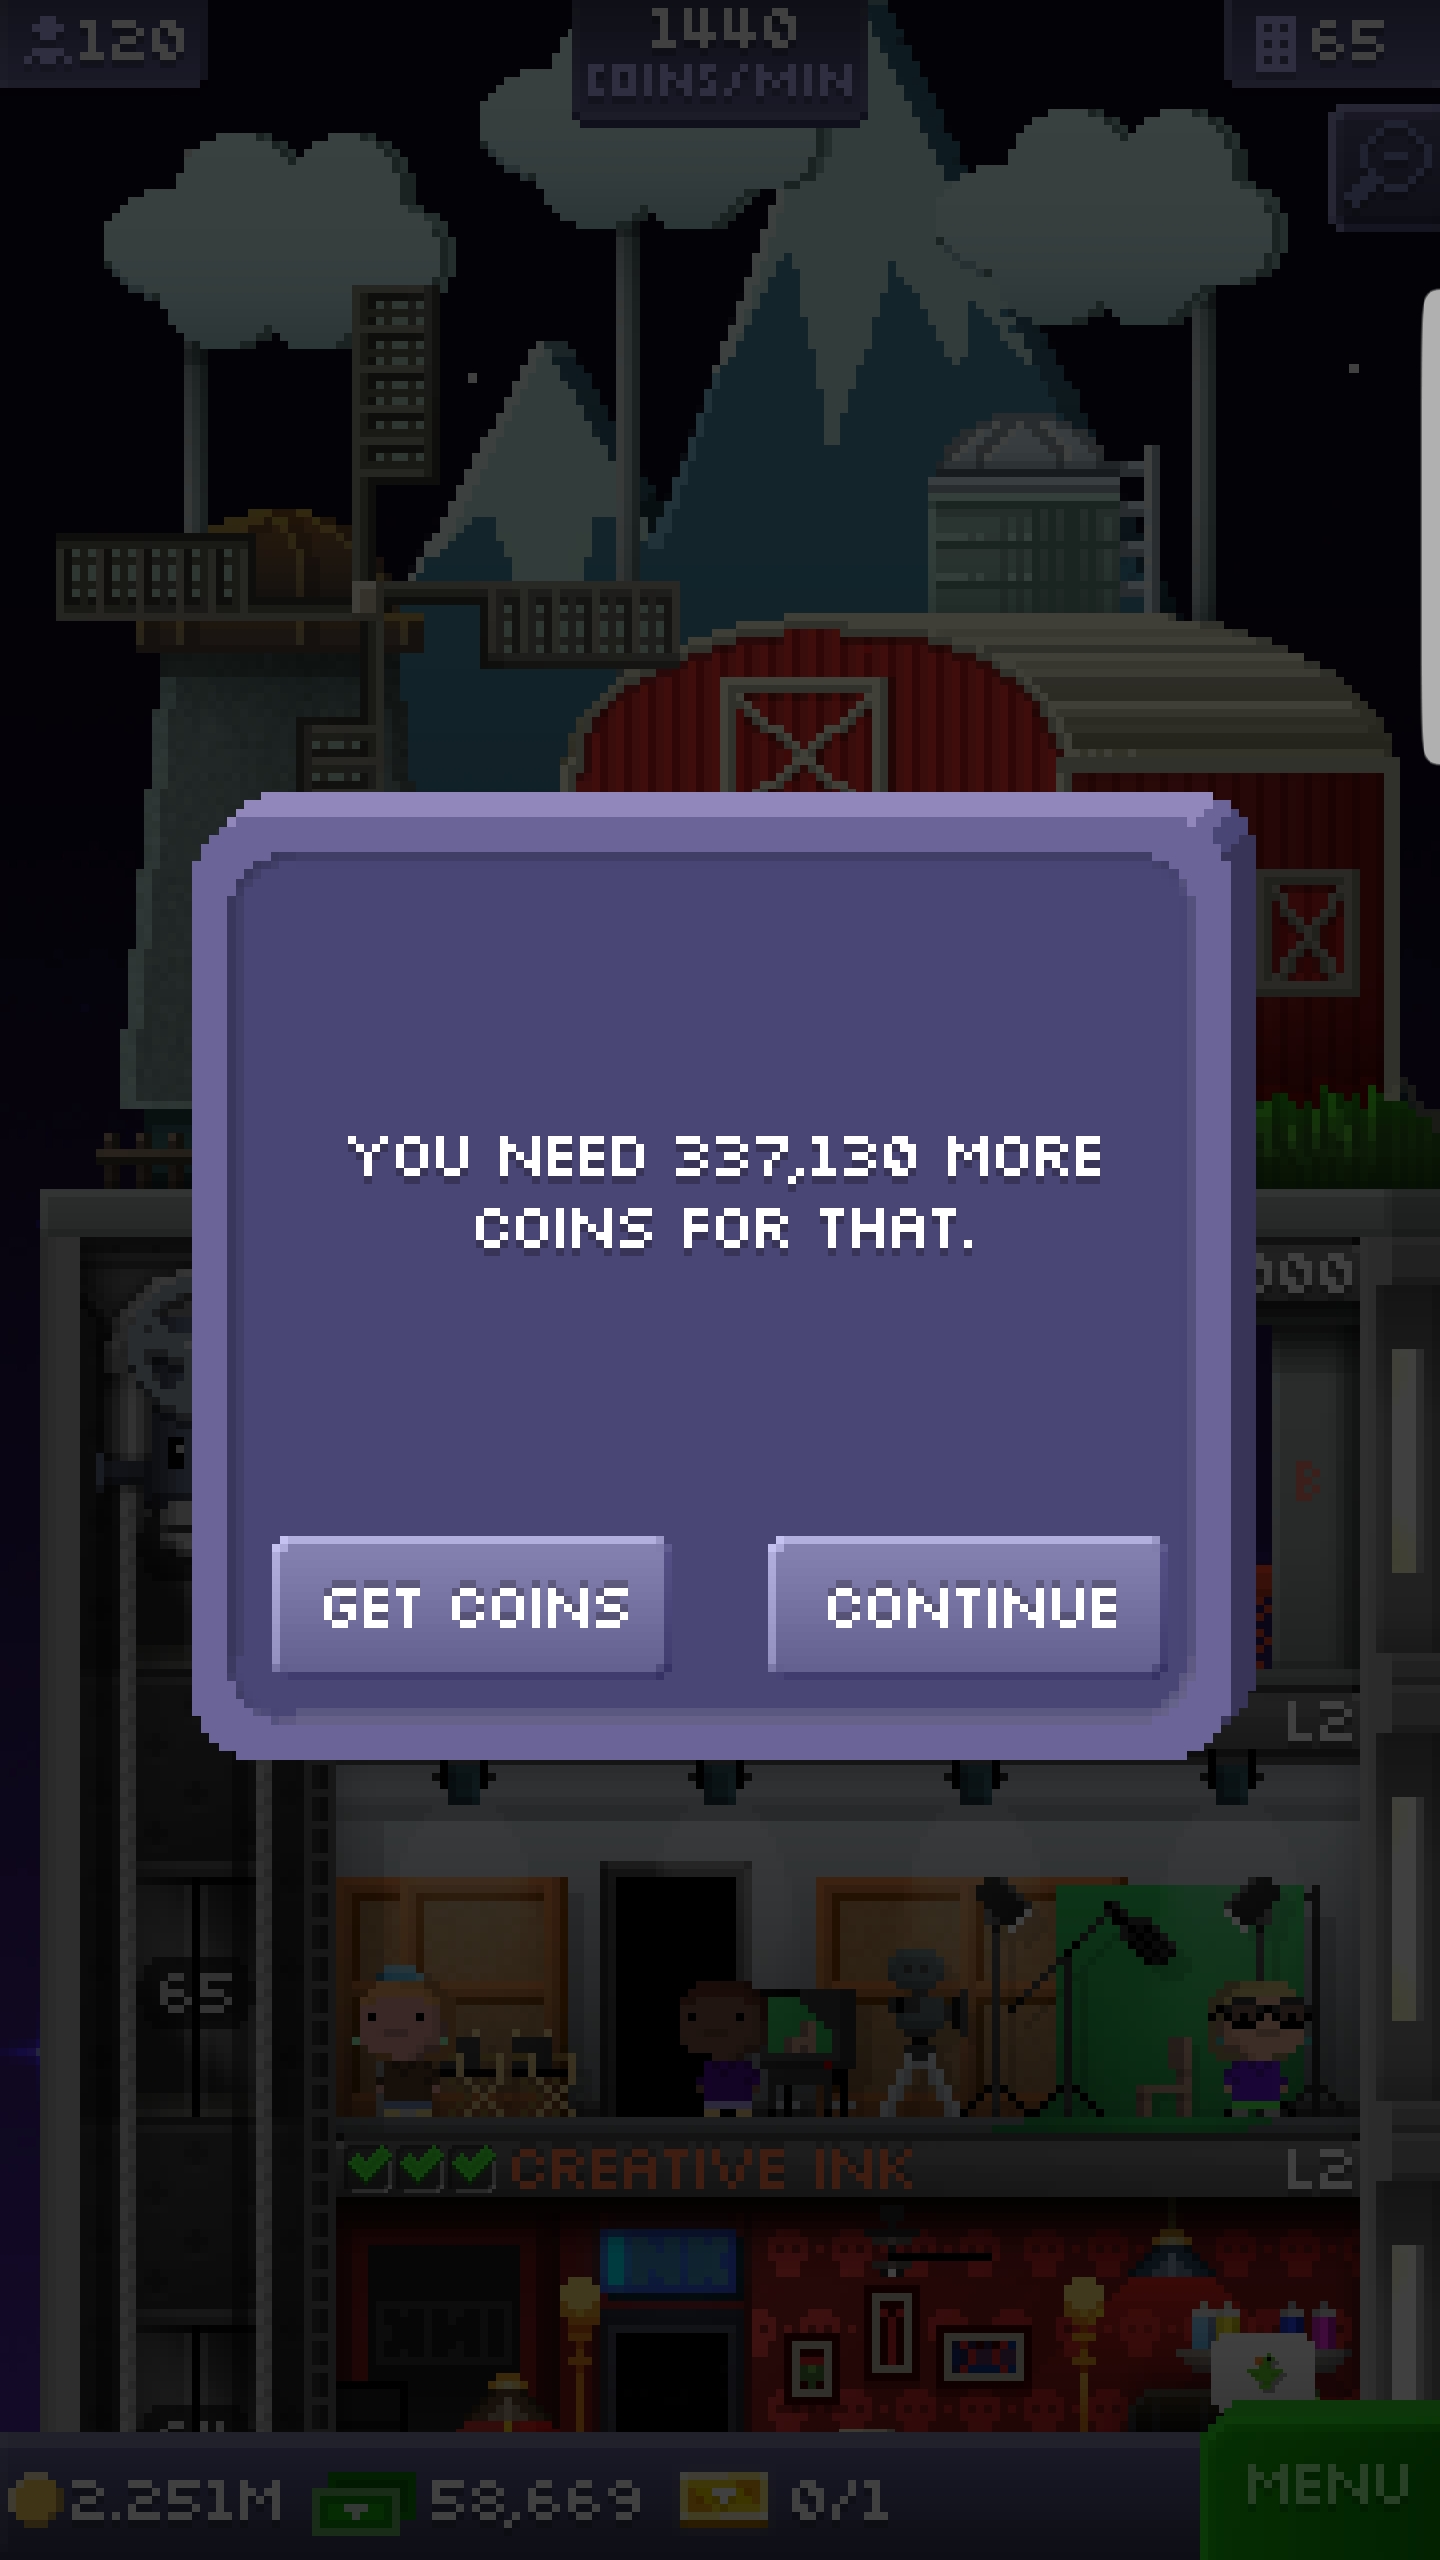 120
1440
COINS/MIN
65
YOU NEED 337,130 MORE
COINS FOR THAT.
GET COINS
CONTINUE
B
L2
65
CREATIVE INK
L2
INK
2.251M
58,669
0/1
MENU